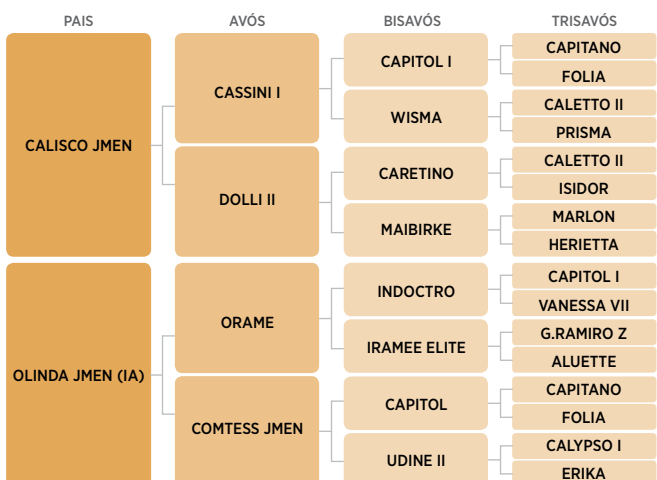 PAIS
AVÓS
BISAVÓS
TRISAVÓS
CALISCO JMEN
OLINDA JMEN (IA)
CASSINI I
DOLLI II
ORAME
COMTESS JMEN
CAPITOL I
WISMA
CARETINO
MAIBIRKE
INDOCTRO
IRAMEE ELITE
CAPITOL
UDINE II
CAPITANO
FOLIA
CALETTO II
PRISMA
CALETTO II
ISIDOR
MARLON
HERIETTA
CAPITOL I
VANESSA VII
G.RAMIRO Z
ALUETTE
CAPITANO
FOLIA
CALYPSO I
ERIKA